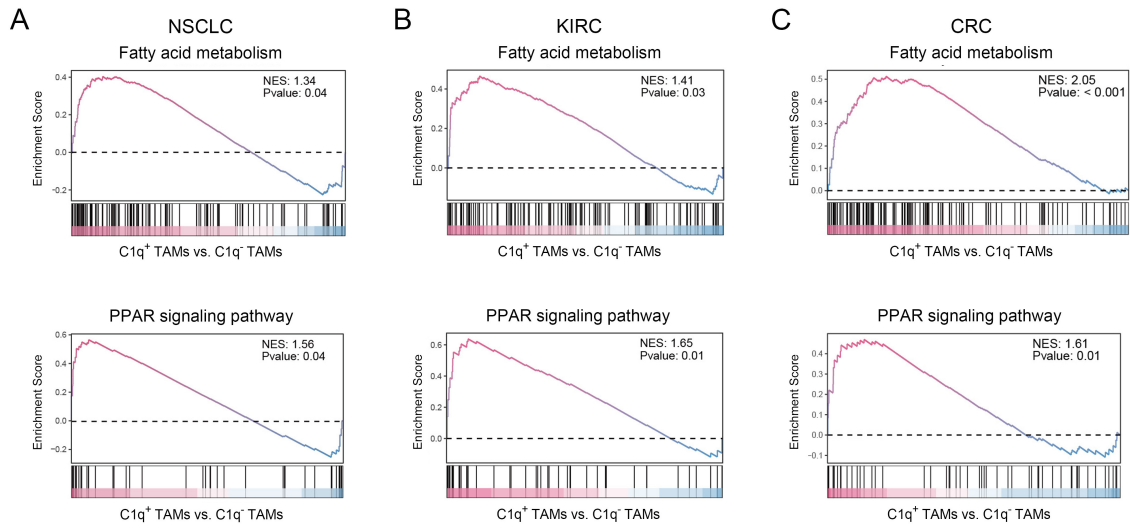 A
NSCLC
Fatty acid metabolism
Enrichment Score
0.4
0.2
0.0
−0.2
NES: 1.34
Pvalue: 0.04
C1q+ TAMs vs. C1q- TAMs
B
KIRC
Fatty acid metabolism
Enrichment Score
0.4
0.2
0.0
NES: 1.41
Pvalue: 0.03
C1q+ TAMs vs. C1q- TAMs
C
CRC
Fatty acid metabolism
Enrichment Score
0.5
0.4
0.3
0.2
0.1
0.0
NES: 2.05
Pvalue: < 0.001
C1q+ TAMs vs. C1q- TAMs
PPAR signaling pathway
Enrichment Score
0.6
0.4
0.2
0.0
−0.2
NES: 1.56
Pvalue: 0.04
C1q+ TAMs vs. C1q- TAMs
PPAR signaling pathway
Enrichment Score
0.6
0.4
0.2
0.0
NES: 1.65
Pvalue: 0.01
C1q+ TAMs vs. C1q- TAMs
PPAR signaling pathway
Enrichment Score
0.4
0.3
0.2
0.1
0.0
−0.1
NES: 1.61
Pvalue: 0.01
C1q+ TAMs vs. C1q- TAMs